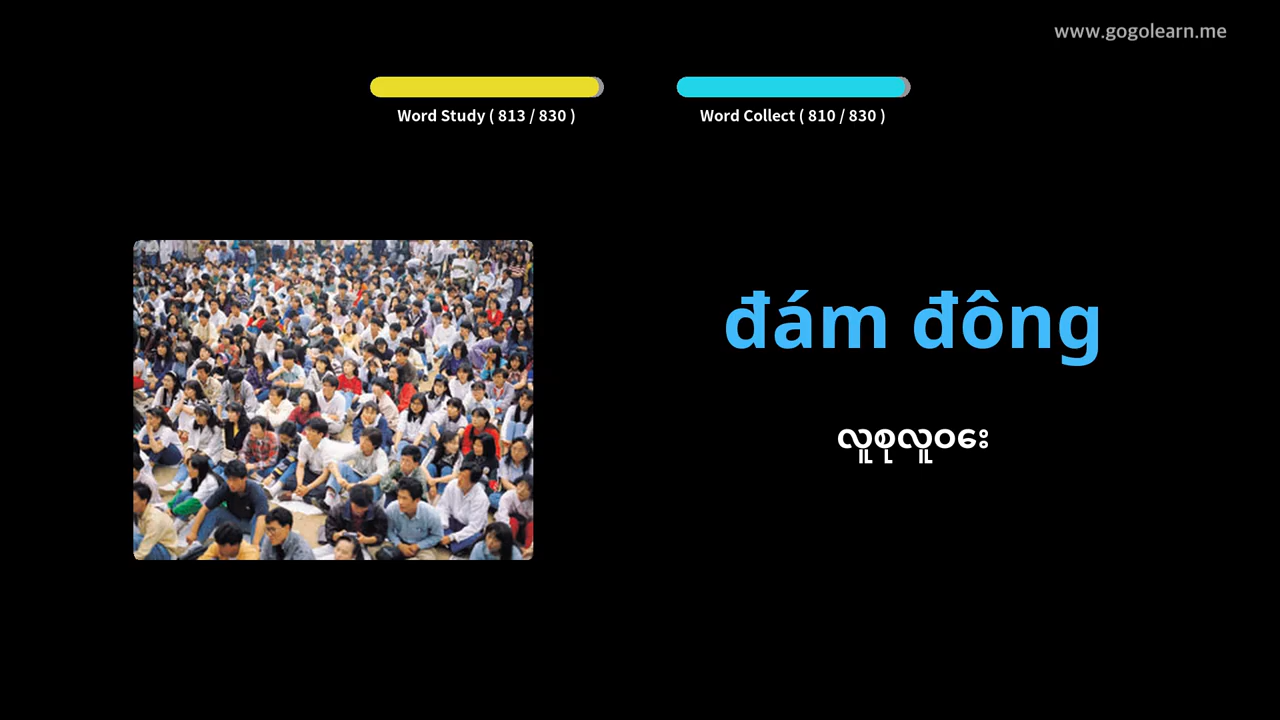 www.gogolearn.me
Word Study ( 813 / 830 )
Word Collect ( 810 / 830 )
đám đông
လူစုလူဝေး